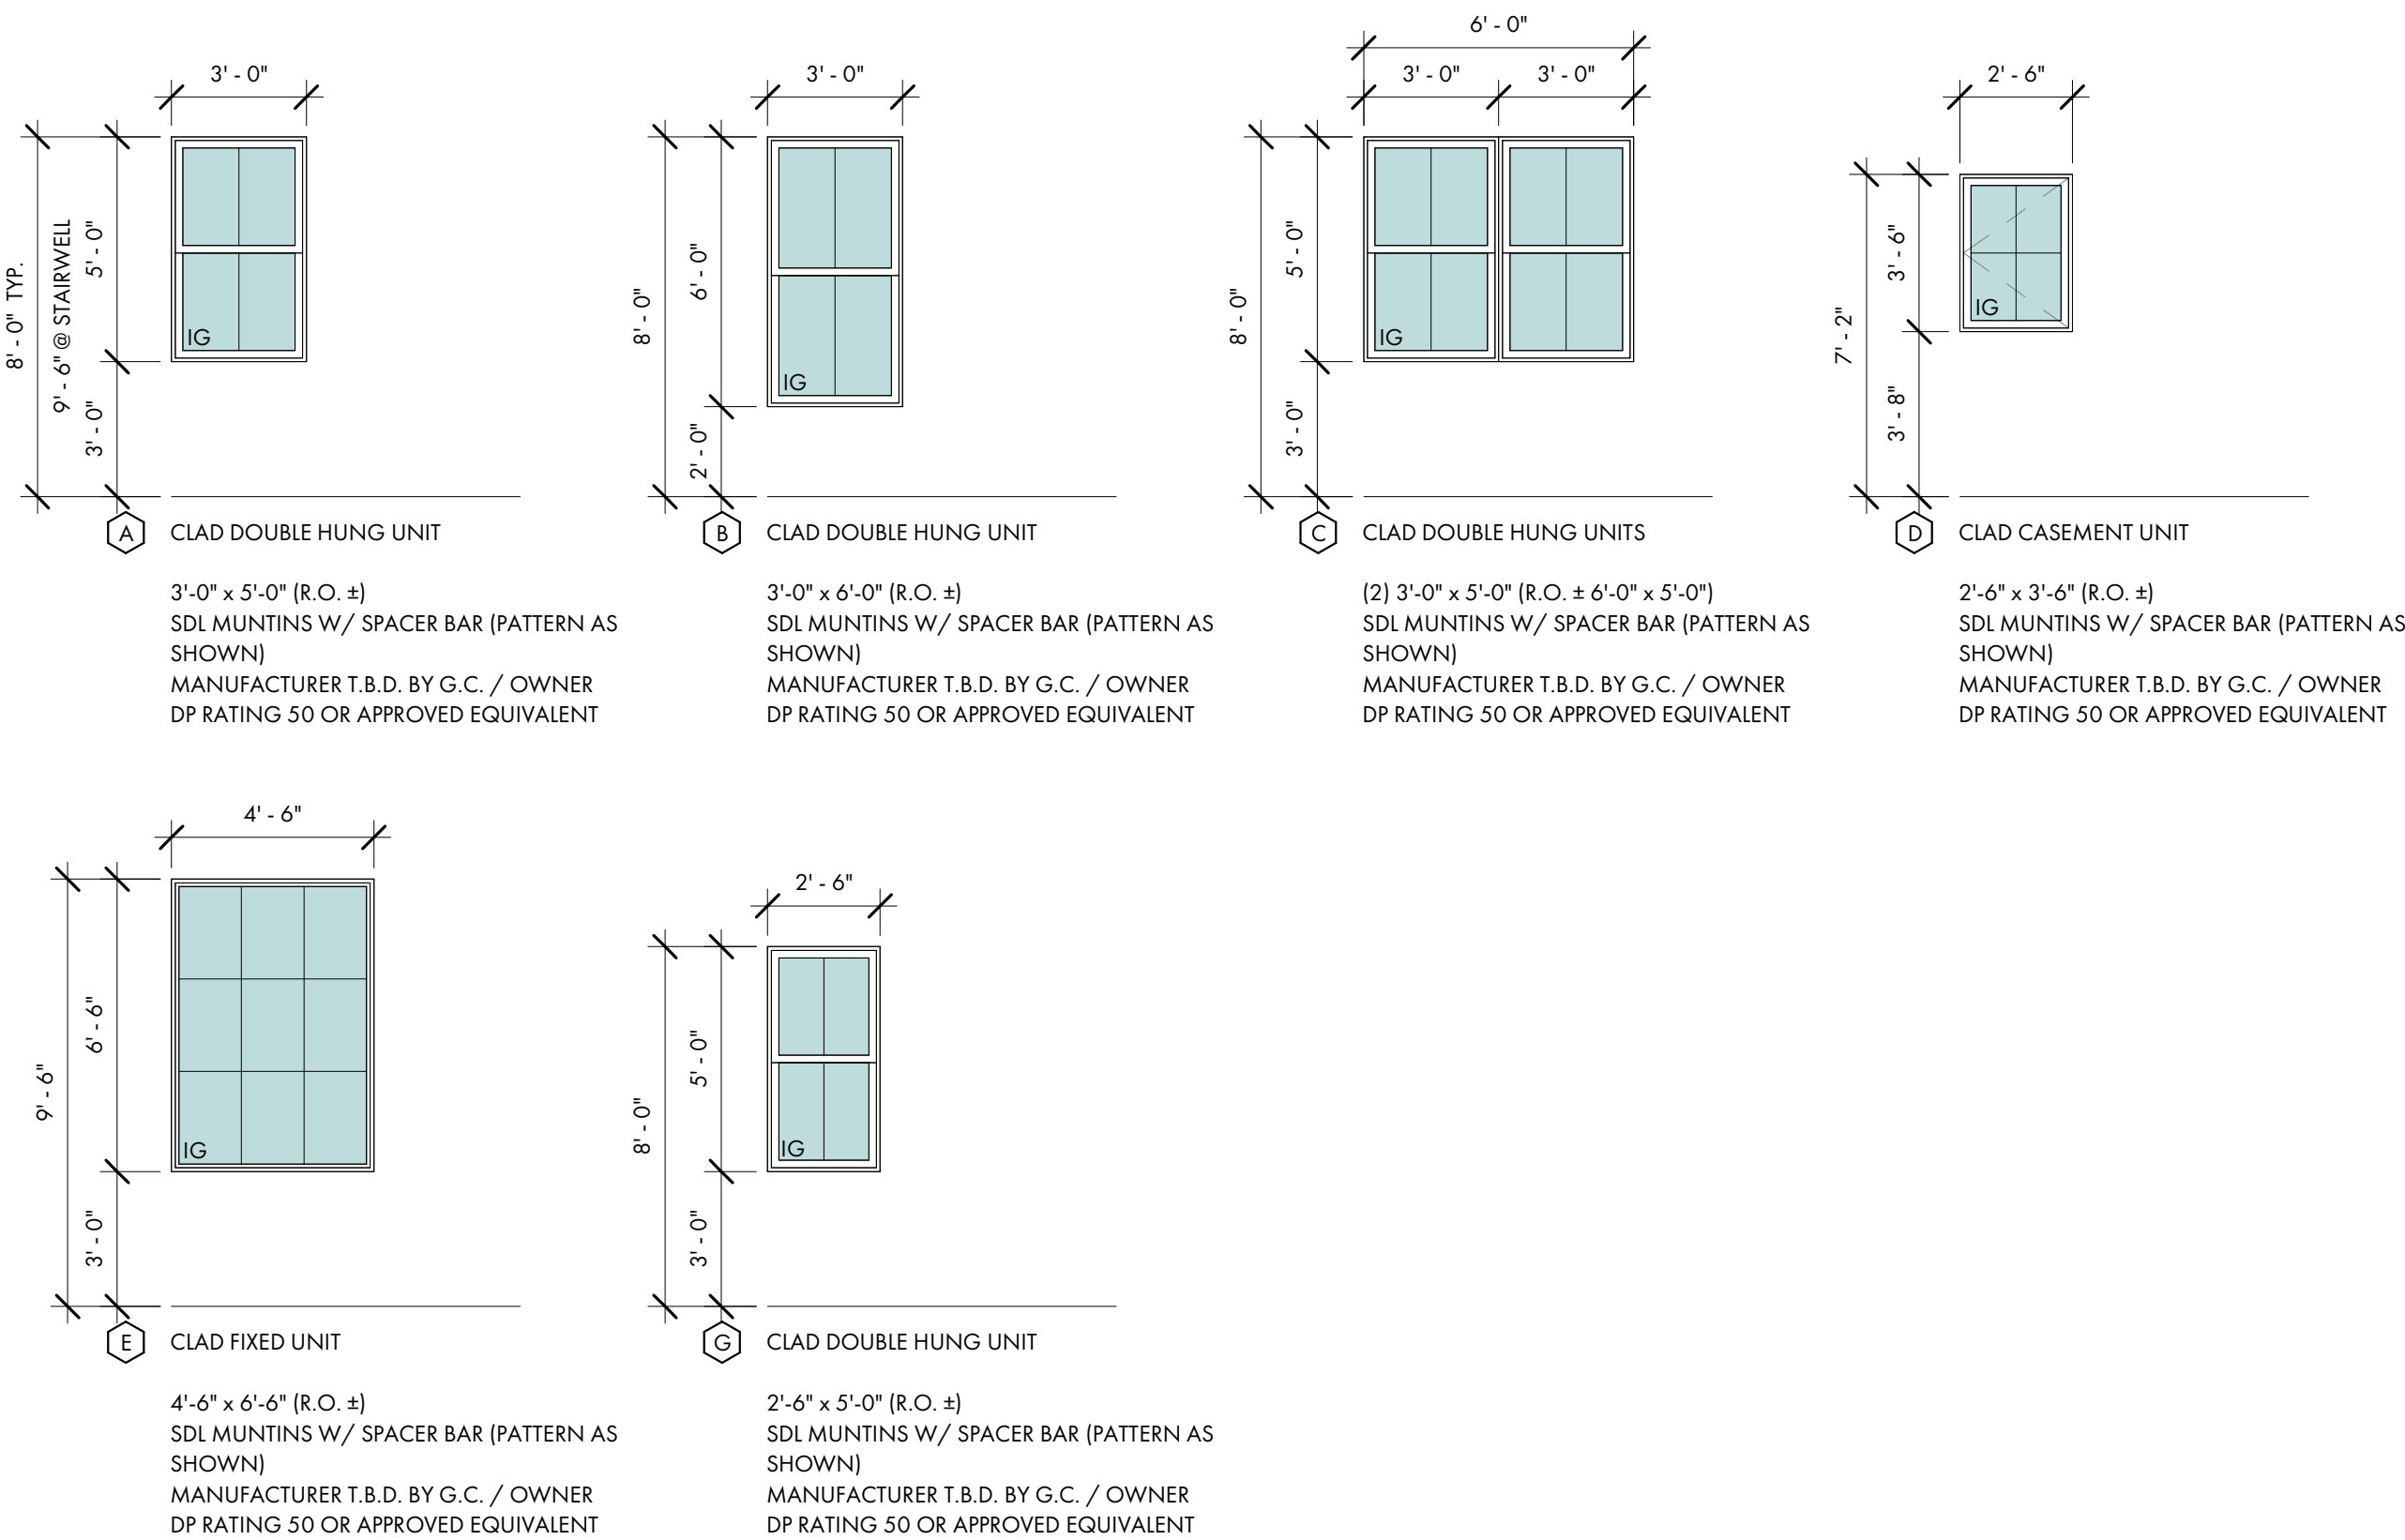 3' - 0"
8' - 0" TYP.
9' - 6" @ STAIRWELL
5' - 0"
3' - 0"
IG
A
CLAD DOUBLE HUNG UNIT
3'-0" x 5'-0" (R.O. ±)
SDL MUNTINS W/ SPACER BAR (PATTERN AS
SHOWN)
MANUFACTURER T.B.D. BY G.C. / OWNER
DP RATING 50 OR APPROVED EQUIVALENT
3' - 0"
8' - 0"
6' - 0"
2' - 0"
IG
B
CLAD DOUBLE HUNG UNIT
3'-0" x 6'-0" (R.O. ±)
SDL MUNTINS W/ SPACER BAR (PATTERN AS
SHOWN)
MANUFACTURER T.B.D. BY G.C. / OWNER
DP RATING 50 OR APPROVED EQUIVALENT
6' - 0"
3' - 0"
3' - 0"
8' - 0"
5' - 0"
3' - 0"
IG
C
CLAD DOUBLE HUNG UNITS
(2) 3'-0" x 5'-0" (R.O. ± 6'-0" x 5'-0")
SDL MUNTINS W/ SPACER BAR (PATTERN AS
SHOWN)
MANUFACTURER T.B.D. BY G.C. / OWNER
DP RATING 50 OR APPROVED EQUIVALENT
2' - 6"
7' - 2"
3' - 6"
3' - 8"
IG
D
CLAD CASEMENT UNIT
2'-6" x 3'-6" (R.O. ±)
SDL MUNTINS W/ SPACER BAR (PATTERN AS
SHOWN)
MANUFACTURER T.B.D. BY G.C. / OWNER
DP RATING 50 OR APPROVED EQUIVALENT
4' - 6"
9' - 6"
6' - 6"
3' - 0"
IG
E
CLAD FIXED UNIT
4'-6" x 6'-6" (R.O. ±)
SDL MUNTINS W/ SPACER BAR (PATTERN AS
SHOWN)
MANUFACTURER T.B.D. BY G.C. / OWNER
DP RATING 50 OR APPROVED EQUIVALENT
2' - 6"
8' - 0"
5' - 0"
3' - 0"
IG
G
CLAD DOUBLE HUNG UNIT
2'-6" x 5'-0" (R.O. ±)
SDL MUNTINS W/ SPACER BAR (PATTERN AS
SHOWN)
MANUFACTURER T.B.D. BY G.C. / OWNER
DP RATING 50 OR APPROVED EQUIVALENT